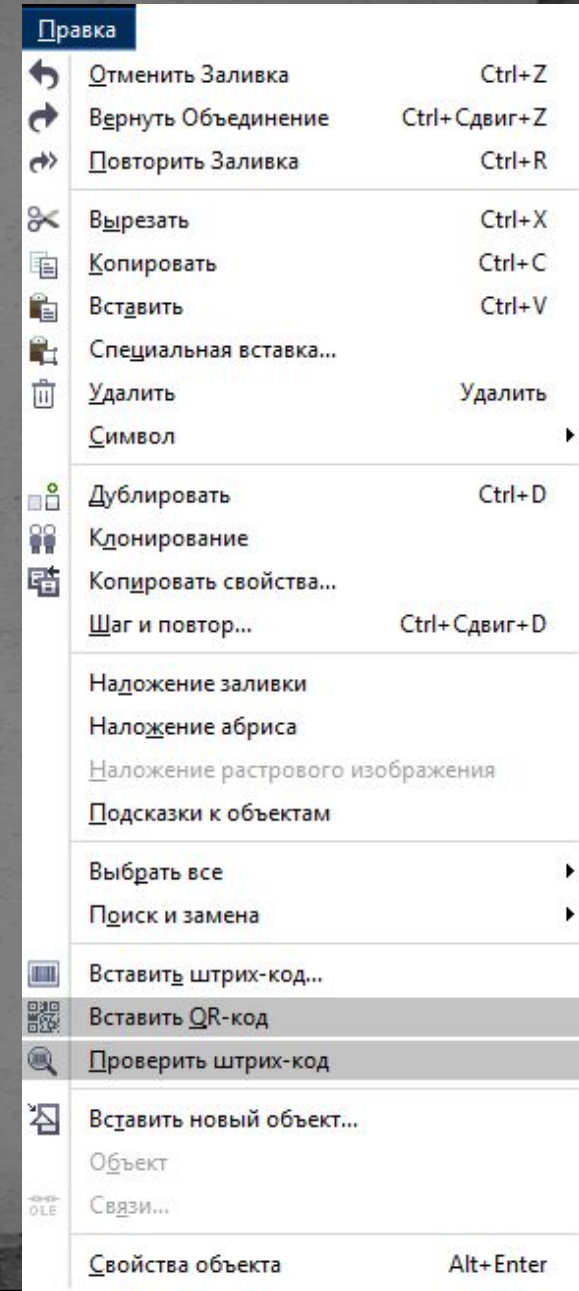 Правка
Отменить Заливка Ctrl+Z
Вернуть Объединение Ctrl+Сдвиг+Z
Повторить Заливка Ctrl+R
Вырезать Ctrl+X
Копировать Ctrl+C
Вставить Ctrl+V
Специальная вставка...
Удалить Удалить
Символ
Дублировать Ctrl+D
Клонирование
Копировать свойства...
Шаг и повтор... Ctrl+Сдвиг+D
Наложение заливки
Наложение абриса
Наложение растрового изображения
Подсказки к объектам
Выбрать все
Поиск и замена
Вставить штрих-код...
Вставить QR-код
Проверить штрих-код
Вставить новый объект...
Объект
OLE Связи...
Свойства объекта Alt+Enter